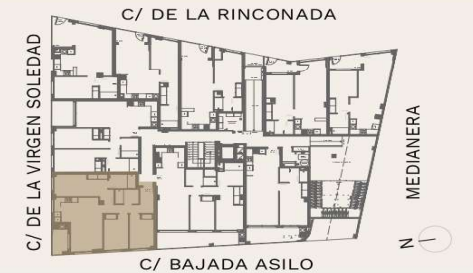 C/ DE LA RINCONADA
C/ DE LA VIRGEN SOLEDAD
MEDIANERA
N
C/ BAJADA ASILO